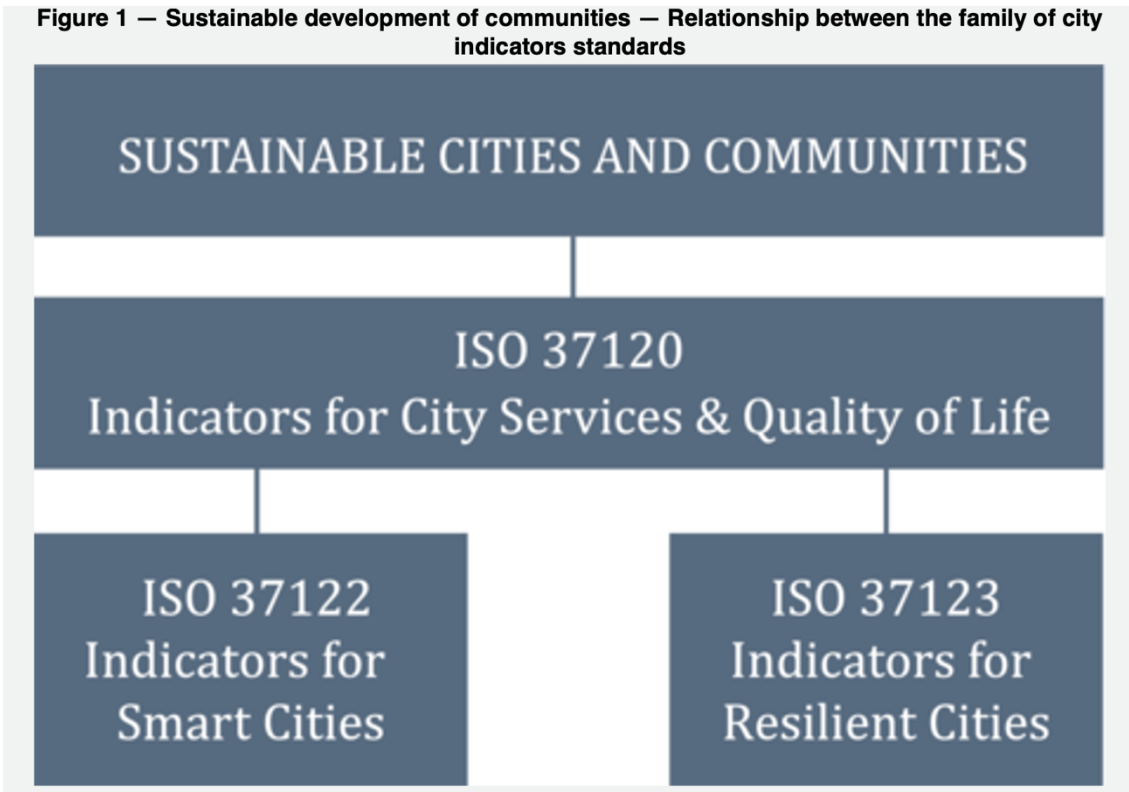 Figure 1 — Sustainable development of communities — Relationship between the family of city
indicators standards
SUSTAINABLE CITIES AND COMMUNITIES
ISO 37120
Indicators for City Services & Quality of Life
ISO 37122
Indicators for
Smart Cities
ISO 37123
Indicators for
Resilient Cities